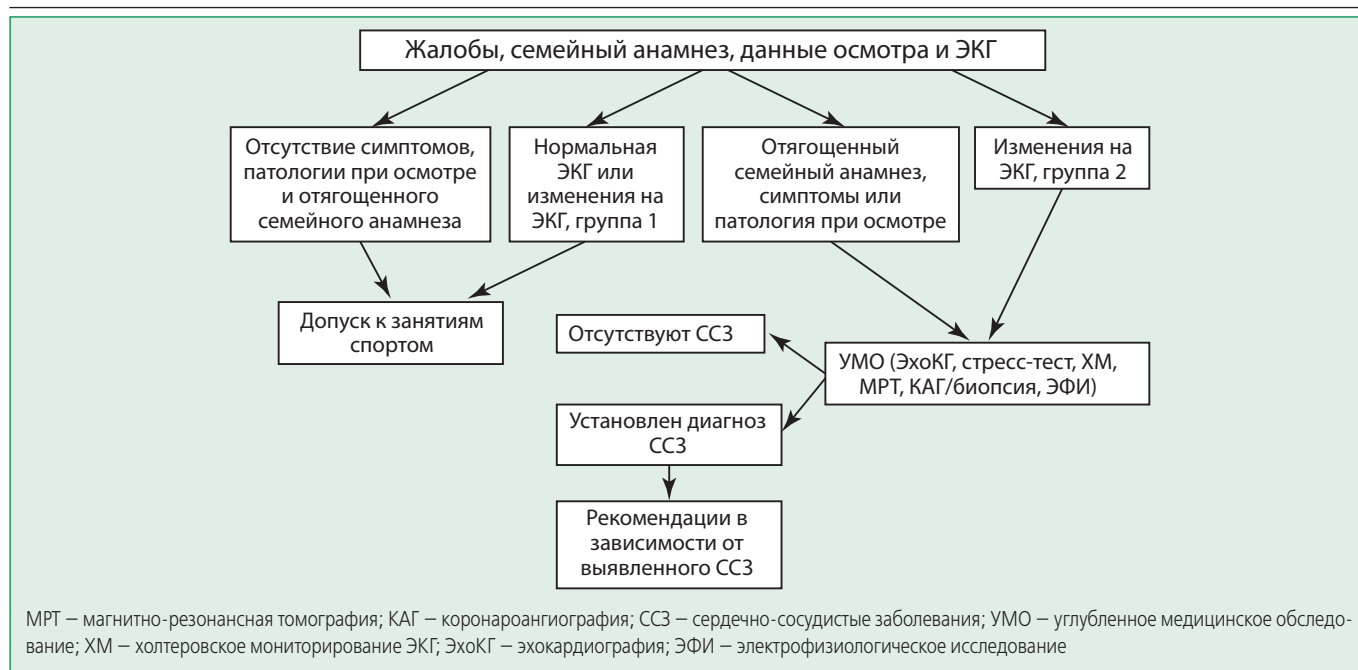 Жалобы, семейный анамнез, данные осмотра и ЭКГ
Отсутствие симптомов,
патологии при осмотре
и отягощенного
семейного анамнеза
Нормальная
ЭКГ или
изменения на
ЭКГ, группа 1
Отягощенный
семейный анамнез,
симптомы или
патология при осмотре
Изменения на
ЭКГ, группа 2
Допуск к занятиям
спортом
Отсутствуют ССЗ
УМО (ЭхоКГ, стресс-тест, ХМ,
МРТ, КАГ/биопсия, ЭФИ)
Установлен диагноз
ССЗ
Рекомендации в
зависимости от
выявленного ССЗ
МРТ — магнитно-резонансная томография; КАГ — коронароангиография; ССЗ — сердечно-сосудистые заболевания; УМО — углубленное медицинское обследо-
вание; ХМ — холтеровское мониторирование ЭКГ; ЭхоКГ — эхокардиография; ЭФИ — электрофизиологическое исследование